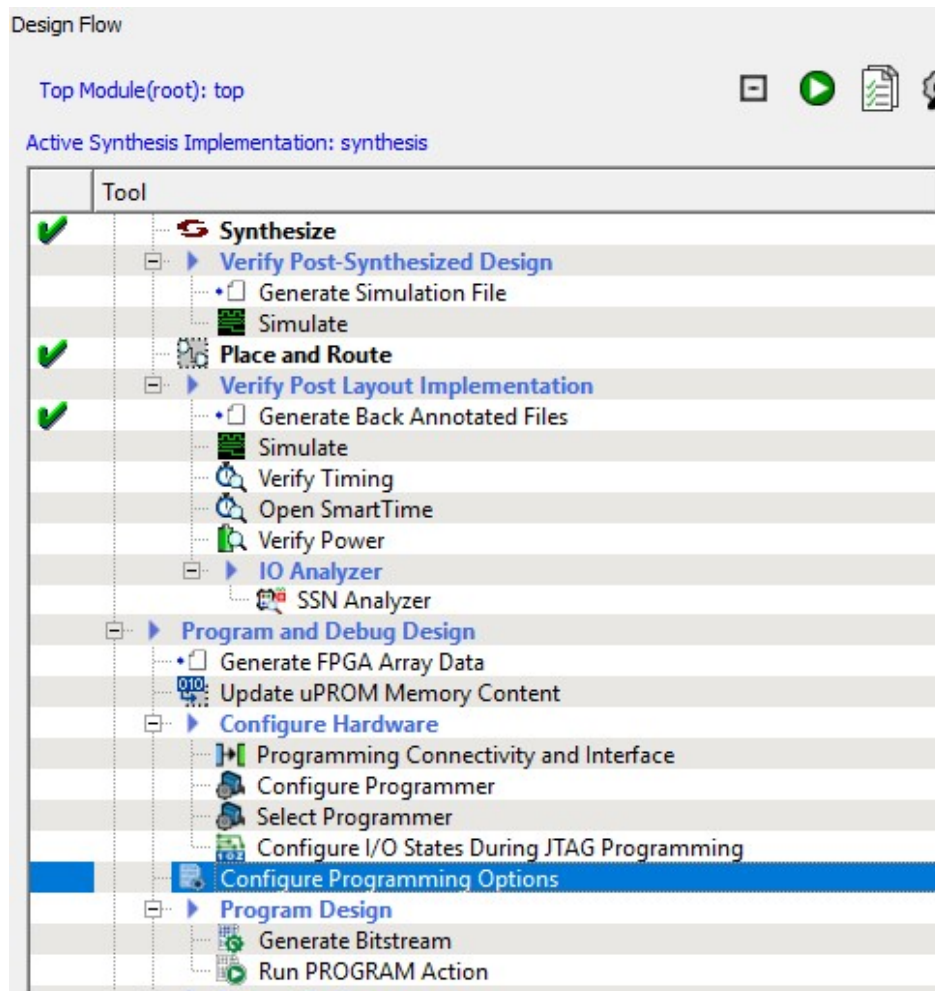 Design Flow
Top Module(root): top
Active Synthesis Implementation: synthesis
Tool
Synthesize
Verify Post-Synthesized Design
Generate Simulation File
Simulate
Place and Route
Verify Post Layout Implementation
Generate Back Annotated Files
Simulate
Verify Timing
Open SmartTime
Verify Power
IO Analyzer
SSN Analyzer
Program and Debug Design
Generate FPGA Array Data
Update uPROM Memory Content
Configure Hardware
Programming Connectivity and Interface
Configure Programmer
Select Programmer
Configure I/O States During JTAG Programming
Configure Programming Options
Program Design
Generate Bitstream
Run PROGRAM Action